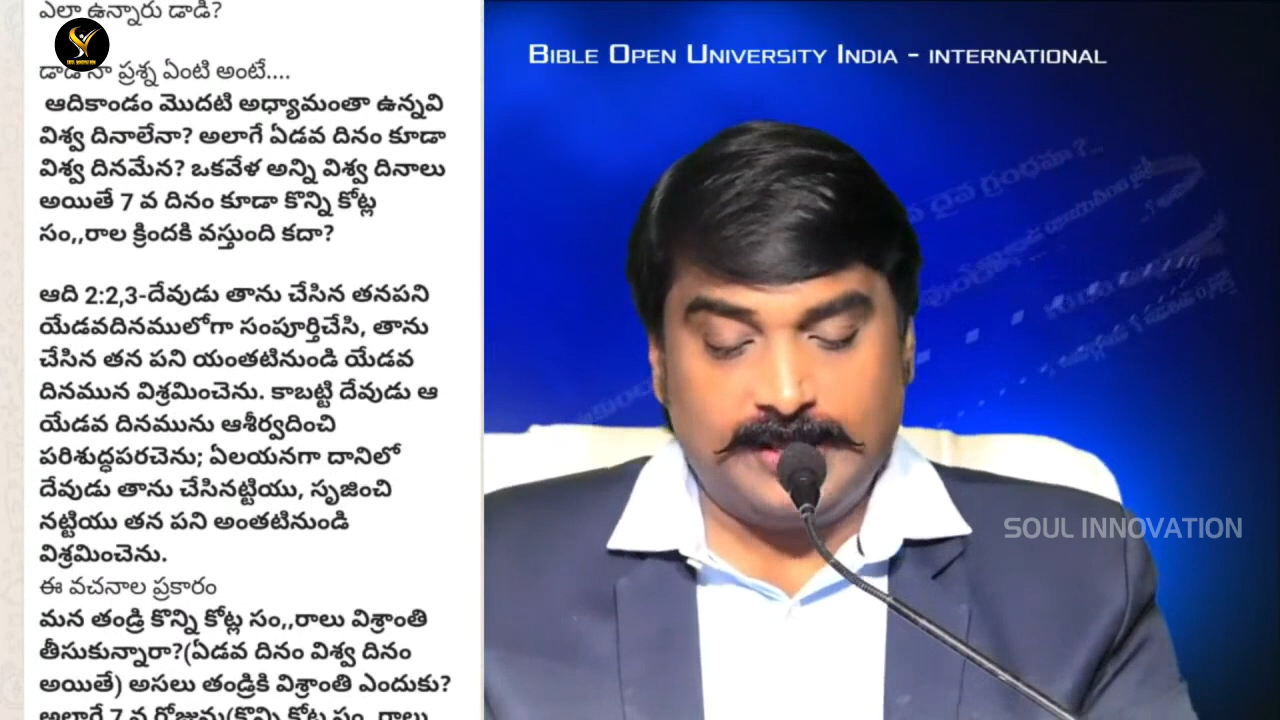 ఎలా ఉన్నారు డాడి?
డాడి నా ప్రశ్న ఏంటి అంటే....
ఆదికాండం మొదటి అధ్యామంతా ఉన్నవి
విశ్వ దినాలేనా? అలాగే ఏడవ దినం కూడా
విశ్వ దినమేన? ఒకవేళ అన్ని విశ్వ దినాలు
అయితే 7 వ దినం కూడా కొన్ని కోట్ల
సం,,రాల క్రిందకి వస్తుంది కదా?
ఆది 2:2,3-దేవుడు తాను చేసిన తనపని
యేడవదినములోగా సంపూర్తిచేసి, తాను
చేసిన తన పని యంతటినుండి యేడవ
దినమున విశ్రమించెను. కాబట్టి దేవుడు ఆ
యేడవ దినమును ఆశీర్వదించి
పరిశుద్ధపరచెను; ఏలయనగా దానిలో
దేవుడు తాను చేసినట్టియు, సృజించి
నట్టియు తన పని అంతటినుండి
విశ్రమించెను.
ఈ వచనాల ప్రకారం
మన తండ్రి కొన్ని కోట్ల సం,,రాలు విశ్రాంతి
తీసుకున్నారా?(ఏడవ దినం విశ్వ దినం
అయితే) అసలు తండ్రికి విశ్రాంతి ఎందుకు?
అలాగే 7 వ రోజును(కొన్ని కోట్ల సం,,రాలు
BIBLE OPEN UNIVERSITY INDIA - INTERNATIONAL
SOUL INNOVATION